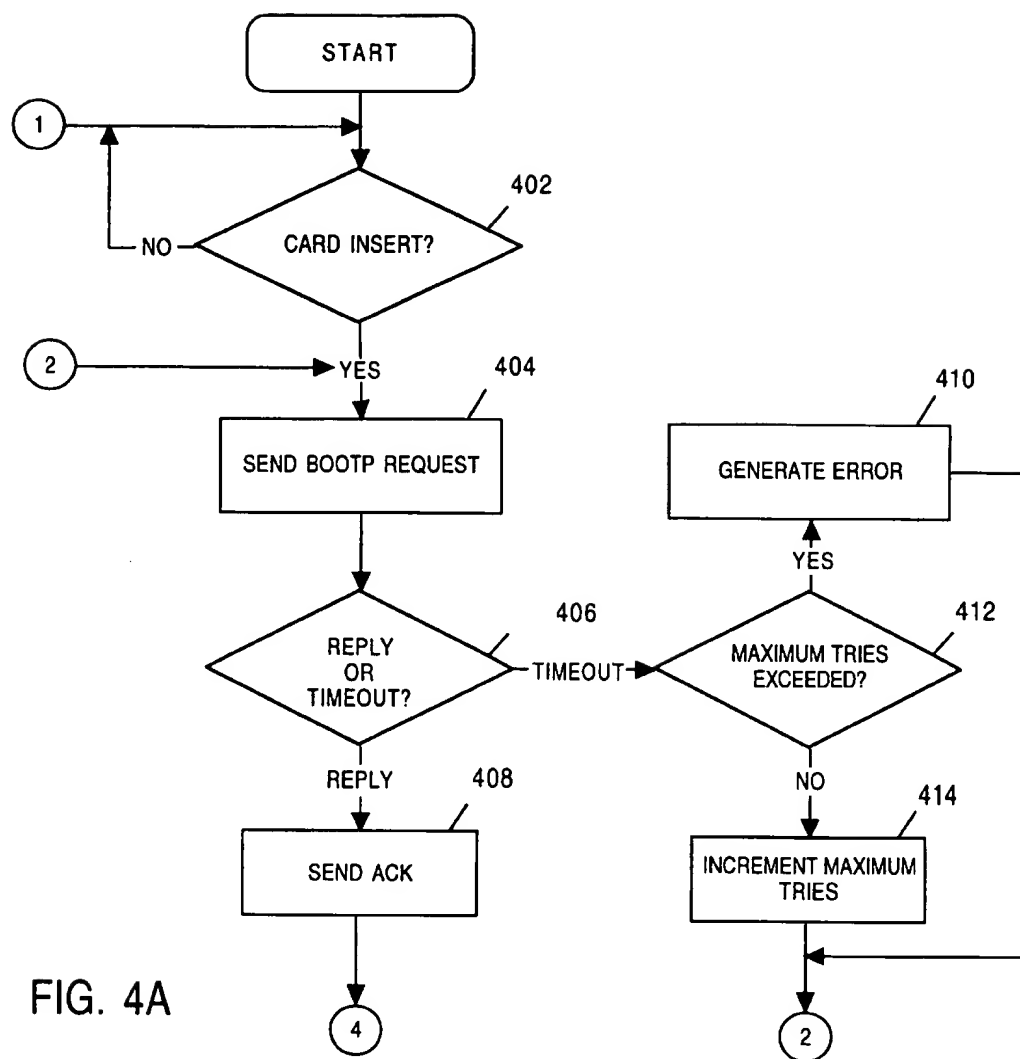 START
1
402
CARD INSERT?
NO
2
YES
404
410
SEND BOOTP REQUEST
GENERATE ERROR
YES
406
412
REPLY
OR
TIMEOUT?
TIMEOUT
MAXIMUM TRIES
EXCEEDED?
REPLY
NO
408
414
SEND ACK
INCREMENT MAXIMUM
TRIES
FIG. 4A
4
2